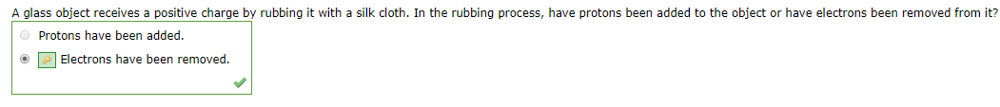 A glass object receives a positive charge by rubbing it with a silk cloth. In the rubbing process, have protons been added to the object or have electrons been removed from it?
Protons have been added.
Electrons have been removed.